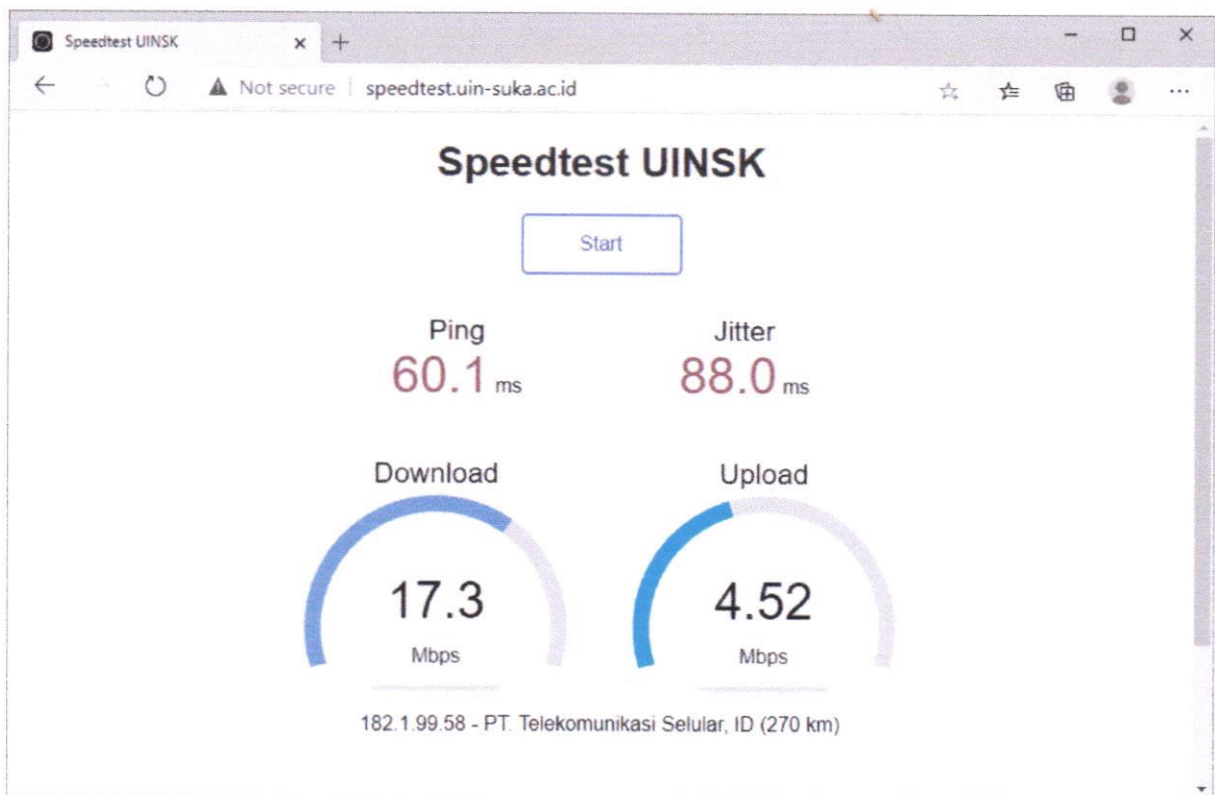 Speedtest UINSK
Not secure | speedtest.uin-suka.ac.id
Speedtest UINSK
Start
Ping Jitter
60.1 ms 88.0 ms
Download Upload
17.3 4.52
Mbps Mbps
182.1.99.58 - PT. Telekomunikasi Selular, ID (270 km)